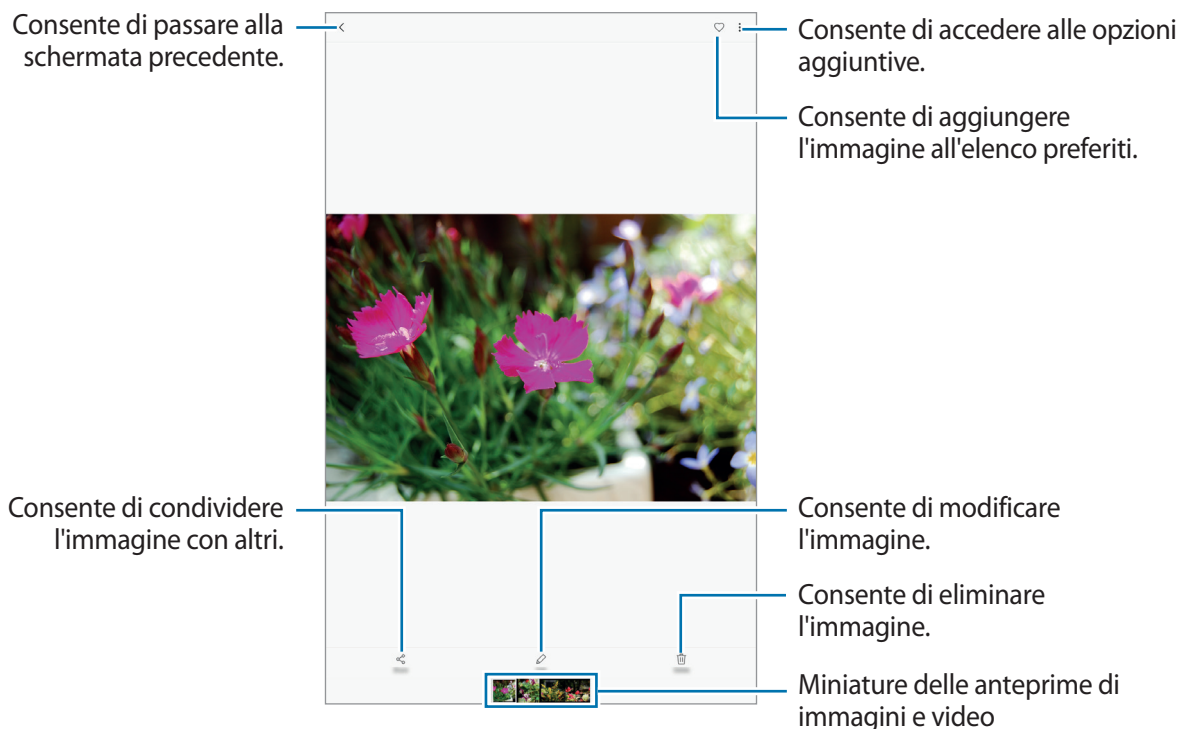 Consente di passare alla
schermata precedente.
Consente di accedere alle opzioni
aggiuntive.
Consente di aggiungere
l'immagine all'elenco preferiti.
Consente di condividere
l'immagine con altri.
Consente di modificare
l'immagine.
Consente di eliminare
l'immagine.
Miniature delle anteprime di
immagini e video